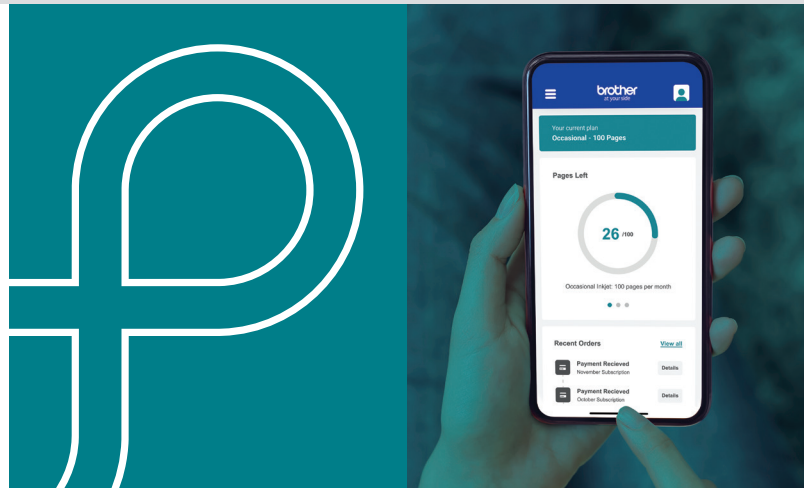 brother
at your side
Your current plan
Occasional - 100 Pages
Pages Left
26 /100
Occasional Inkjat: 100 pages per month
Recent Orders View all
Payment Recieved
November Subscription
Details
Payment Recieved
October Subscription
Details